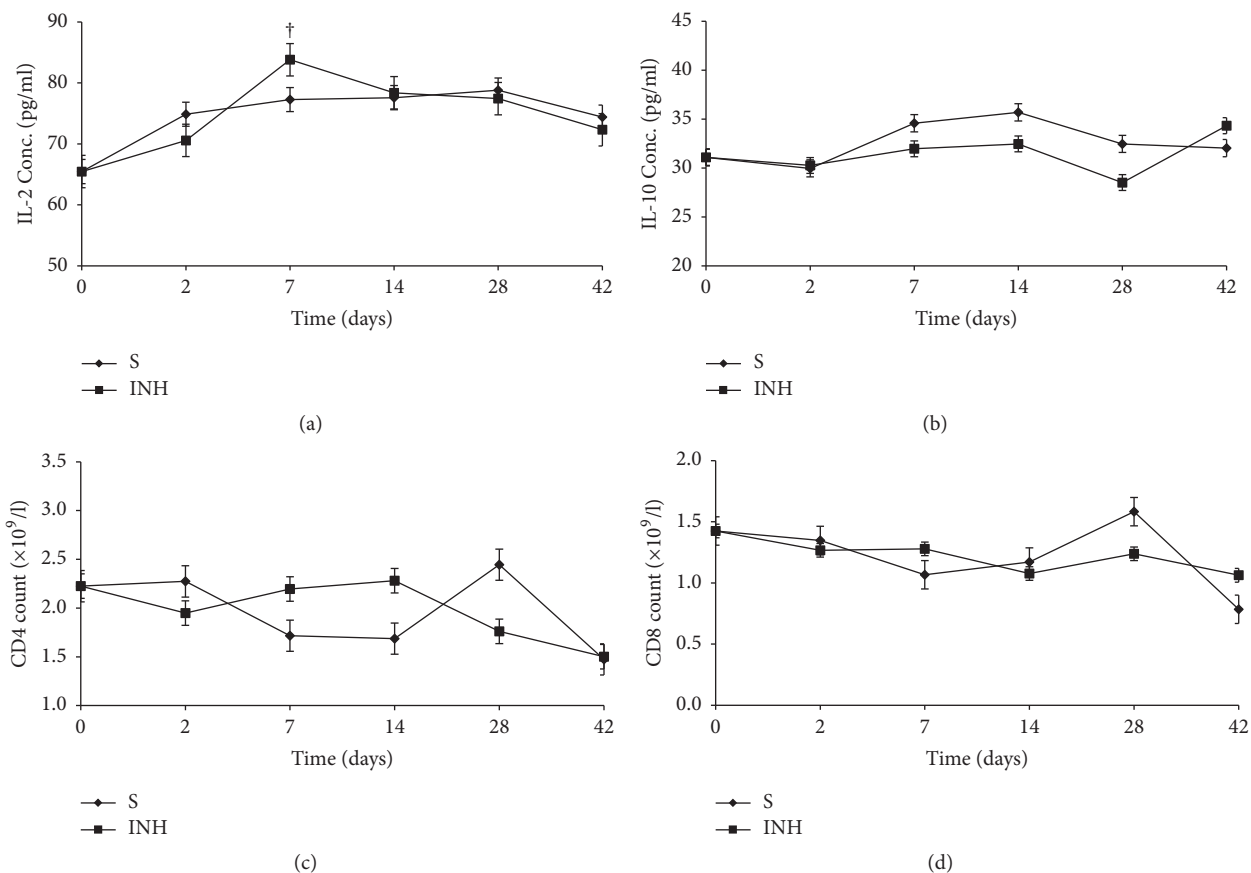 †
IL-2 Conc. (pg/ml)
90
80
70
60
50
0 2 7 14 28 42
Time (days)
S
INH
(a)
IL-10 Conc. (pg/ml)
45
40
35
30
25
20
0 2 7 14 28 42
Time (days)
S
INH
(b)
CD4 count (×10⁹/l)
3.5
3.0
2.5
2.0
1.5
1.0
0 2 7 14 28 42
Time (days)
S
INH
(c)
CD8 count (×10⁹/l)
2.0
1.5
1.0
0.5
0.0
0 2 7 14 28 42
Time (days)
S
INH
(d)